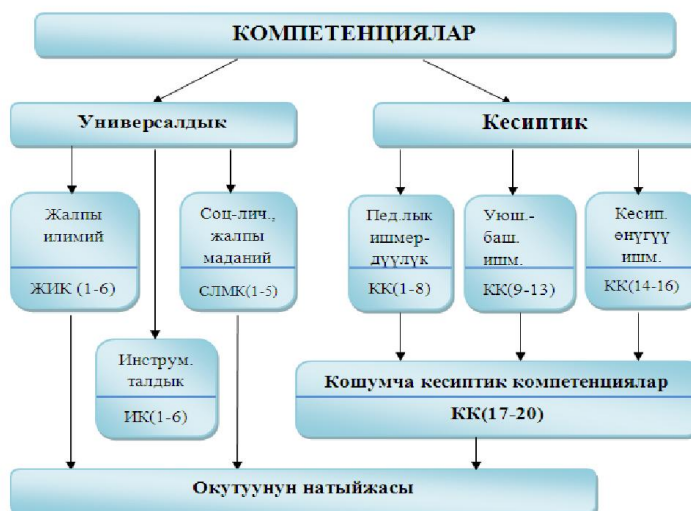 КОМПЕТЕНЦИЯЛАР
Универсалдык
Кесиптик
Жалпы
илимий
ЖИК (1-6)
Соц-лич.,
жалпы
маданий
СЛМК(1-5)
Пед.лык
ишмер-
дүүлүк
КК(1-8)
Уюш.-
баш.
ишм.
КК(9-13)
Кесип.
өнүгүү
ишм.
КК(14-16)
Инструм.
талдык
ИК(1-6)
Кошумча кесиптик компетенциялар
КК(17-20)
Окутуунун натыйжасы